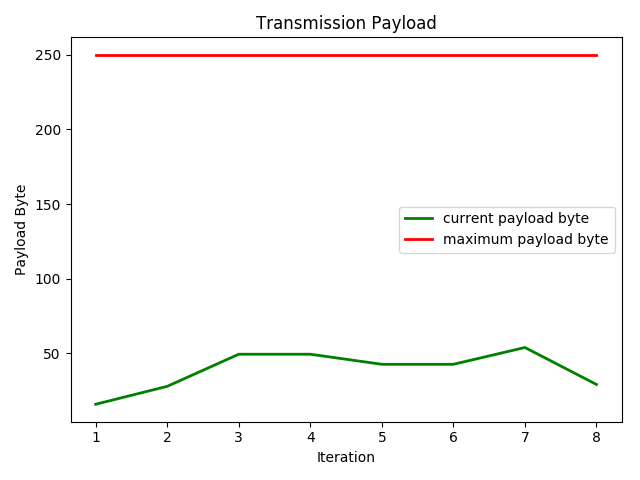 Transmission Payload
250
200
150
100
50
Payload Byte
current payload byte
maximum payload byte
1 2 3 4 5 6 7 8
Iteration